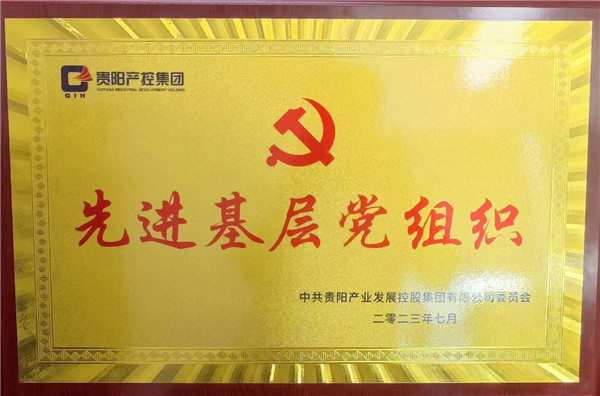 贵阳产控集团
GUIYANG INDUSTRIAL DEVELOPMENT HOLDING
GIH
先进基层党组织
中共贵阳产业发展控股集团有限公司委员会
二零二三年七月